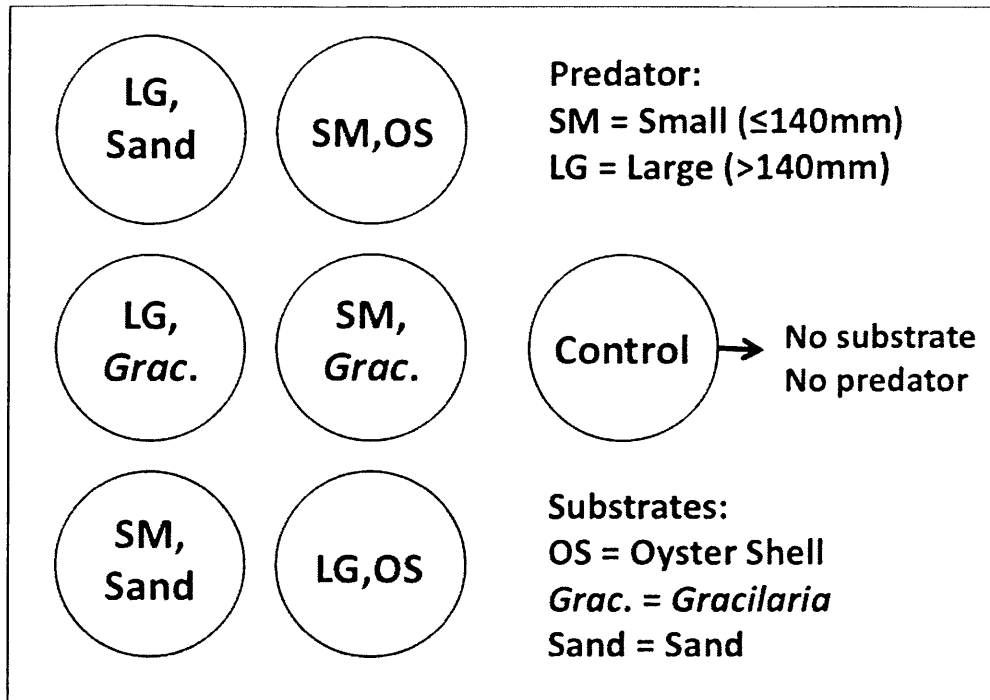 LG,
Sand
SM,OS
Predator:
SM = Small (≤140mm)
LG = Large (>140mm)
LG,
Grac.
SM,
Grac.
Control
No substrate
No predator
SM,
Sand
LG,OS
Substrates:
OS = Oyster Shell
Grac. = Gracilaria
Sand = Sand